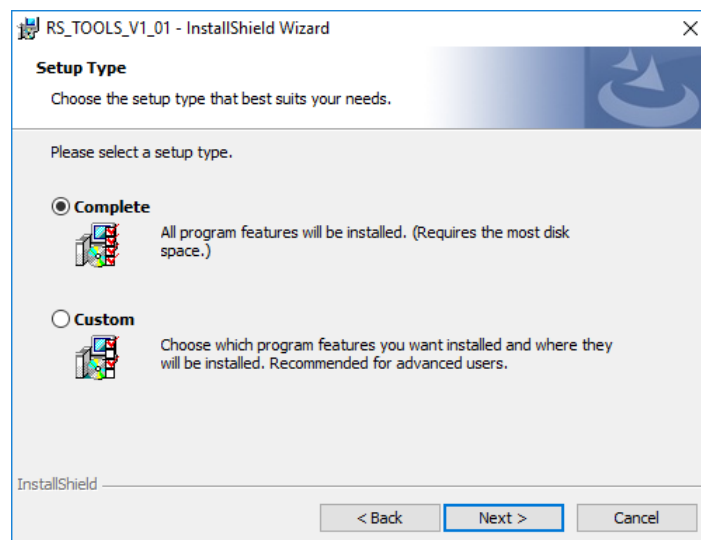 RS_TOOLS_V1_01 - InstallShield Wizard
Setup Type
Choose the setup type that best suits your needs.
Please select a setup type.
Complete
All program features will be installed. (Requires the most disk
space.)
Custom
Choose which program features you want installed and where they
will be installed. Recommended for advanced users.
InstallShield
< Back Next > Cancel